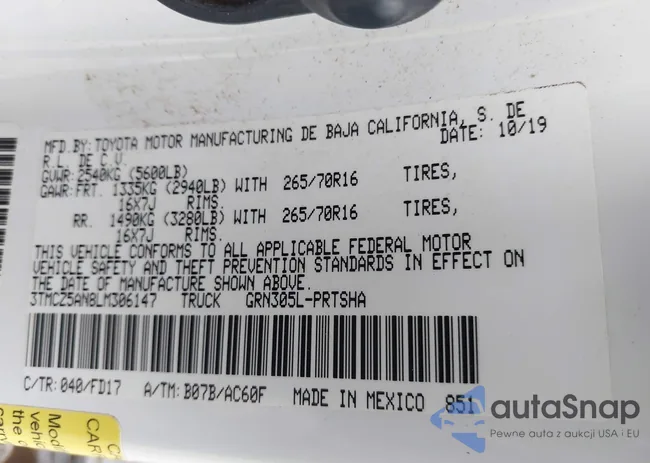 MFD.BY:TOYOTA MOTOR MANUFACTURING DE BAJA CALIFORNIA, S. DE
R.L. DE C.V. DATE: 10/19
GVWR:2540KG (5600LB)
GAWR:FRT. 1335KG (2940LB) WITH 265/70R16 TIRES,
16X7J RIMS.
RR. 1490KG (3280LB) WITH 265/70R16 TIRES,
16X7J RIMS.
THIS VEHICLE CONFORMS TO ALL APPLICABLE FEDERAL MOTOR
VEHICLE SAFETY AND THEFT PREVENTION STANDARDS IN EFFECT ON
THE DATE OF MANUFACTURE SHOWN ABOVE.
3TMCZ5AN8LM306147 TRUCK GRN305L-PRTSHA
C/TR:040/FD17 A/TM:B07B/AC60F MADE IN MEXICO 851
autaSnap
Pewne auta z aukcji USA i EU
Modi
vehic
the
CAR